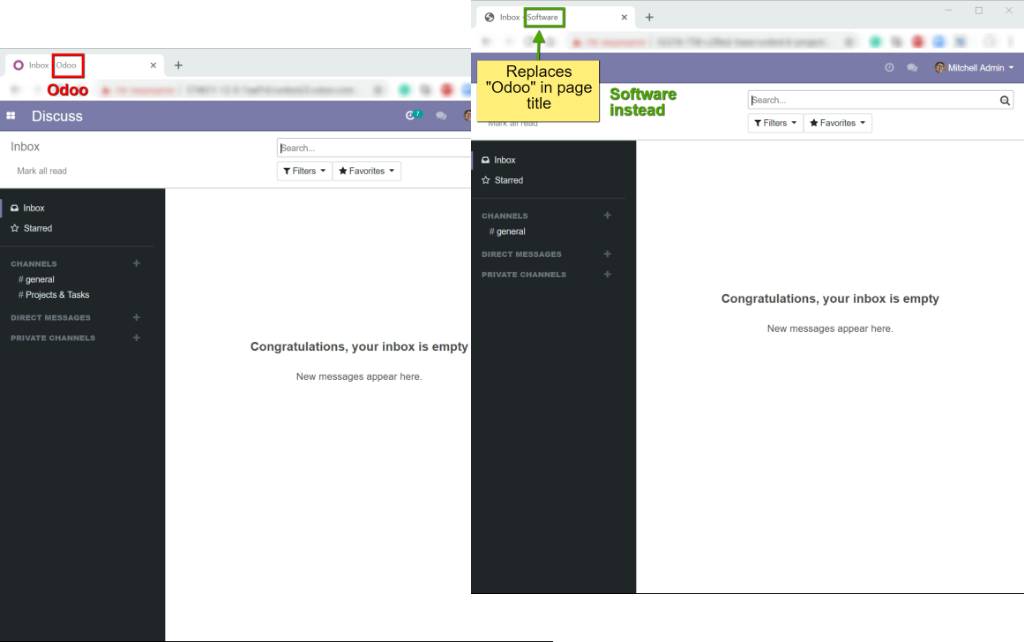 Inbox - Odoo
Odoo
Discuss
7
Inbox
Search...
Mark all read
Filters
Favorites
Inbox
Starred
CHANNELS
# general
# Projects & Tasks
DIRECT MESSAGES
PRIVATE CHANNELS
Congratulations, your inbox is empty
New messages appear here.
Inbox - Software
Mitchell Admin
Replaces
"Odoo" in page
title
Software
instead
Search...
Mark all read
Filters
Favorites
Inbox
Starred
CHANNELS
# general
DIRECT MESSAGES
PRIVATE CHANNELS
Congratulations, your inbox is empty
New messages appear here.